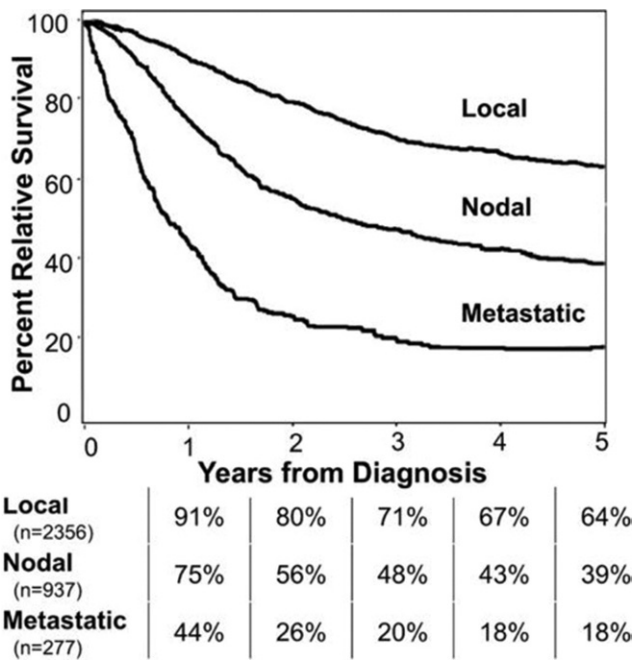 Percent Relative Survival
100
80
60
40
20
0
Local
Nodal
Metastatic
0 1 2 3 4 5
Years from Diagnosis
Local 91% 80% 71% 67% 64%
(n=2356)
Nodal 75% 56% 48% 43% 39%
(n=937)
Metastatic 44% 26% 20% 18% 18%
(n=277)